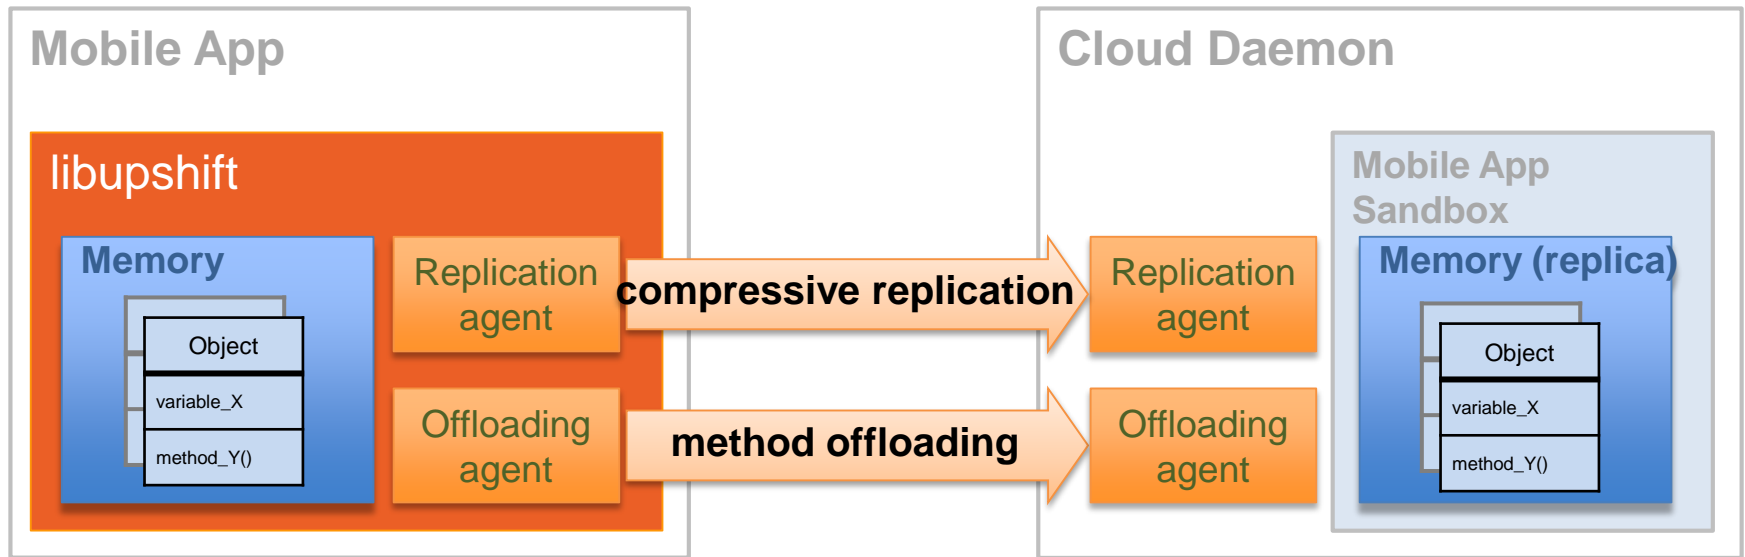 Mobile App
libupshift
Memory
Object
variable_X
method_Y()
Replication
agent
Offloading
agent
compressive replication
method offloading
Cloud Daemon
Replication
agent
Offloading
agent
Mobile App
Sandbox
Memory (replica)
Object
variable_X
method_Y()